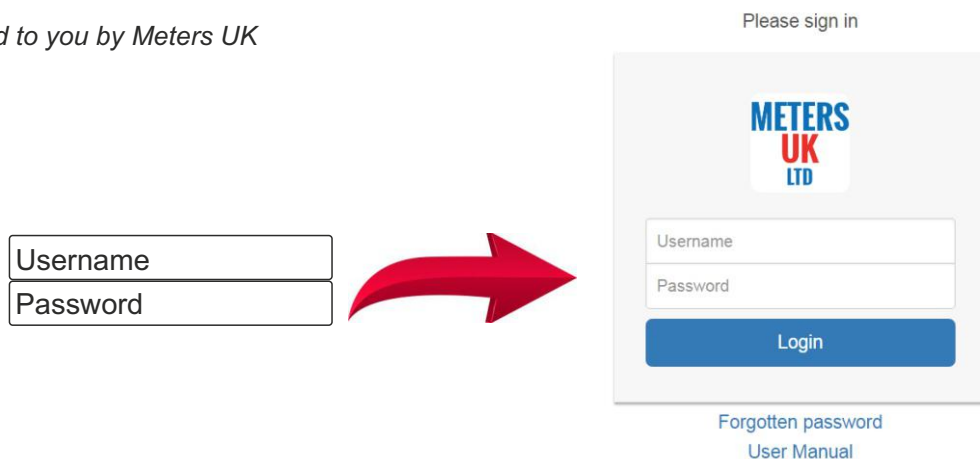 Please sign in
d to you by Meters UK
METERS
UK
LTD
Username
Password
Username
Password
Login
Forgotten password
User Manual